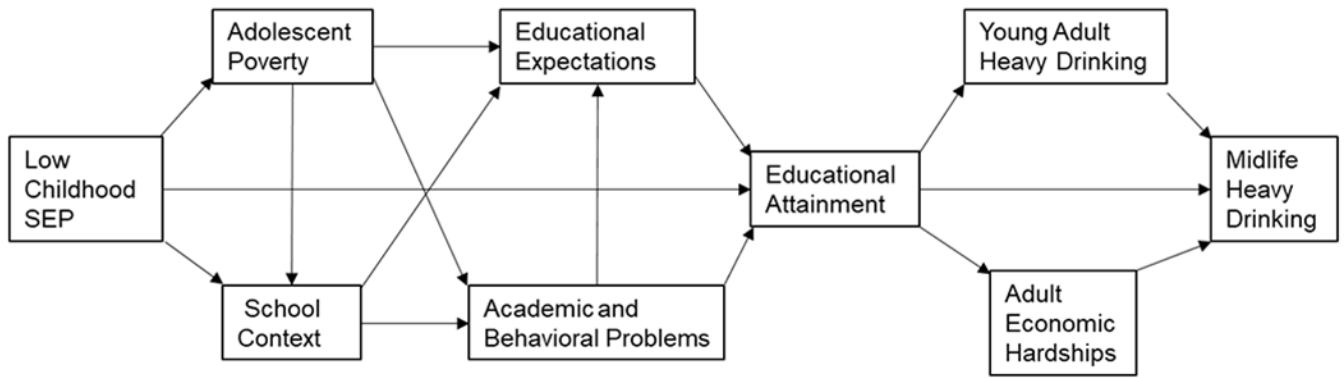 Adolescent
Poverty
Educational
Expectations
Young Adult
Heavy Drinking
Low
Childhood
SEP
Educational
Attainment
Midlife
Heavy
Drinking
School
Context
Academic and
Behavioral Problems
Adult
Economic
Hardships